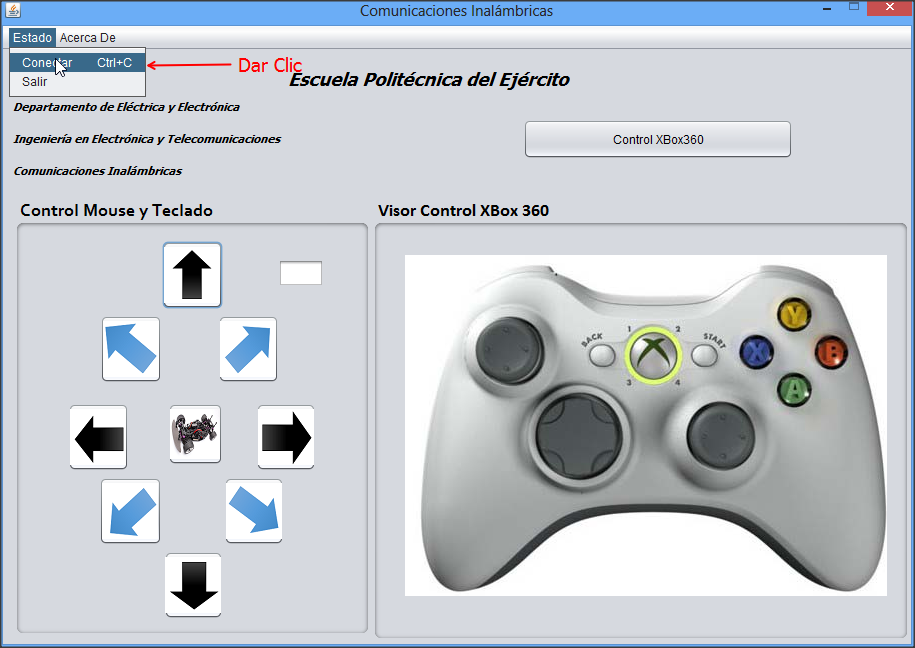 Comunicaciones Inalámbricas
Estado Acerca De
Conectar Ctrl+C
Dar Clic
Salir
Escuela Politécnica del Ejército
Departamento de Eléctrica y Electrónica
Ingeniería en Electrónica y Telecomunicaciones
Control XBox360
Comunicaciones Inalámbricas
Control Mouse y Teclado
Visor Control XBox 360
1 2
BACK START
3 4
Y
X B
A